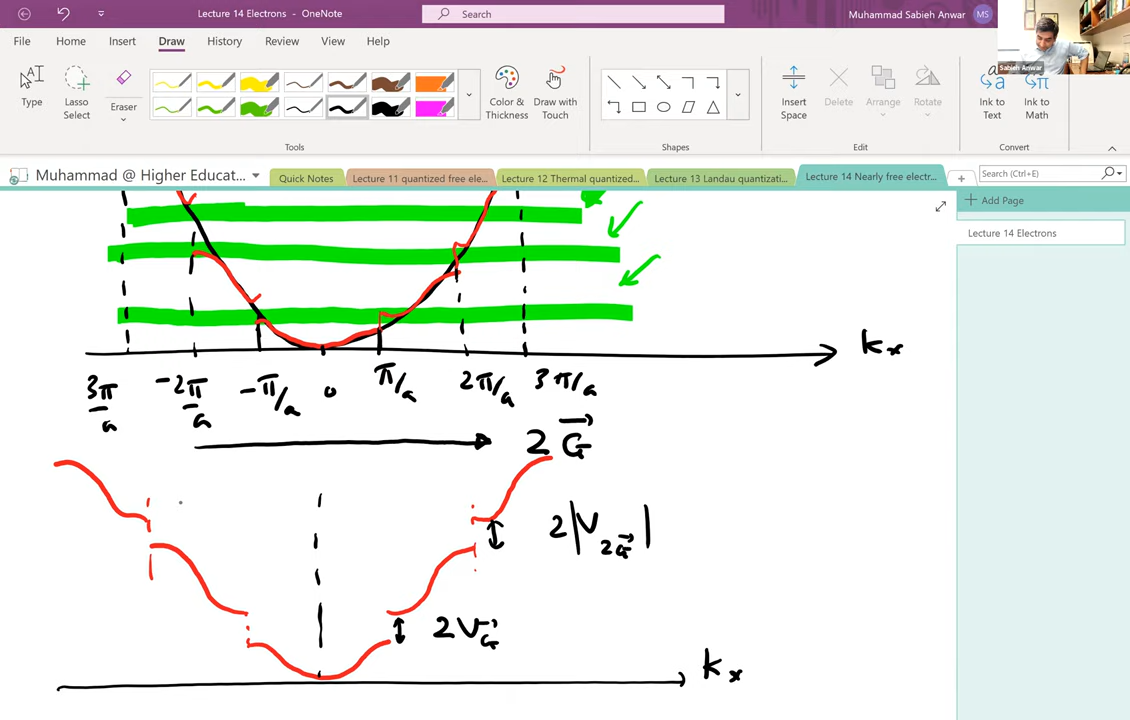 Lecture 14 Electrons - OneNote
Search
Muhammad Sabieh Anwar
MS
File Home Insert Draw History Review View Help
Sabieh Anwar
Type
Lasso Select
Eraser
Color & Thickness
Draw with Touch
Insert Space
Delete
Arrange
Rotate
Ink to Text
Ink to Math
Tools
Shapes
Edit
Convert
Muhammad @ Higher Educat...
Quick Notes
Lecture 11 quantized free ele...
Lecture 12 Thermal quantized...
Lecture 13 Landau quantizati...
Lecture 14 Nearly free electr...
Search (Ctrl+E)
Add Page
Lecture 14 Electrons
kx
3π/a -2π/a -π/a 0 π/a 2π/a 3π/a
2 G⃗
2|V2G⃗|
2VG⃗
kx